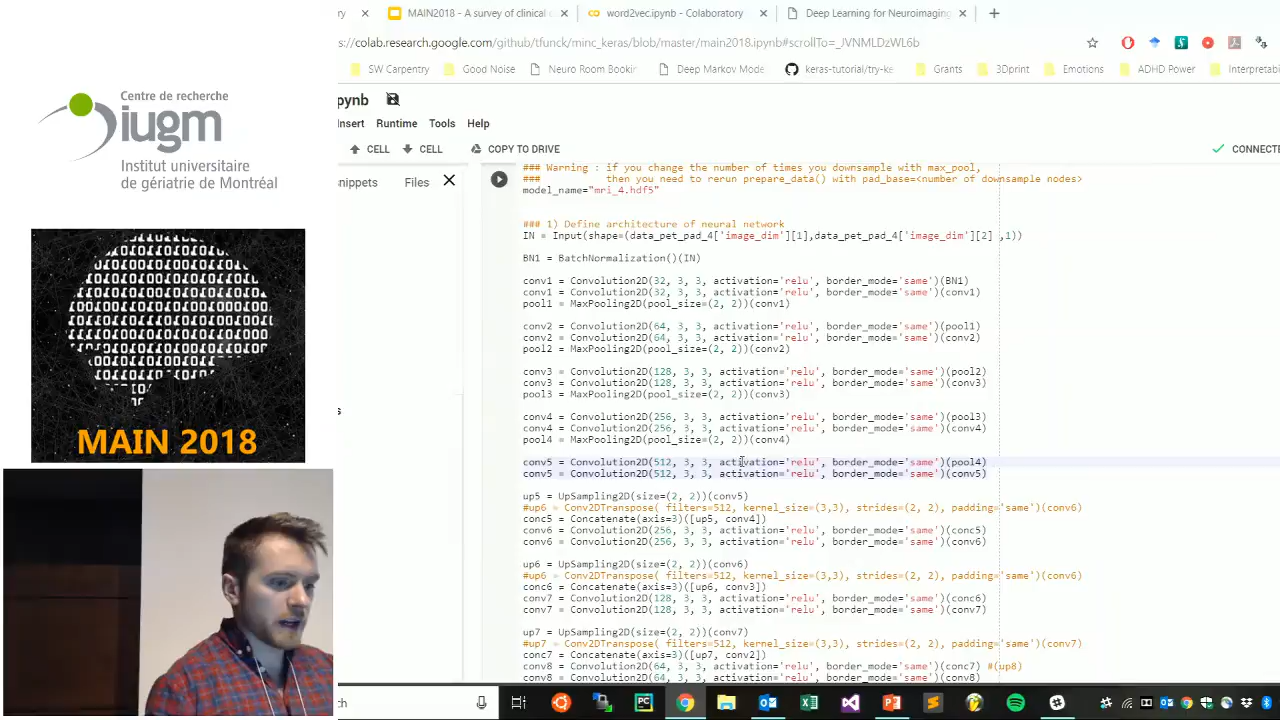 Centre de recherche
iugm
Institut universitaire
de gériatrie de Montréal
MAIN 2018
MAIN2018 - A survey of clinical
word2vec.ipynb - Colaboratory
Deep Learning for Neuroimaging
s://colab.research.google.com/github/tfunck/minc_keras/blob/master/main2018.ipynb#scrollTo=_JVNMLDzWL6b
SW Carpentry
Good Noise
Neuro Room Bookin
Deep Markov Mode
keras-tutorial/try-ke
Grants
3Dprint
Emotions
ADHD Power
Interpretabl
pynb
Insert Runtime Tools Help
CELL CELL COPY TO DRIVE
CONNECTE
nippets Files
### Warning : if you change the number of times you downsample with max_pool,
### then you need to rerun prepare_data() with pad_base=<number of downsample nodes>
model_name="mri_4.hdf5"
### 1) Define architecture of neural network
IN = Input(shape=(data_pet_pad_4['image_dim'][1],data_pet_pad_4['image_dim'][2] ,1))
BN1 = BatchNormalization()(IN)
conv1 = Convolution2D(32, 3, 3, activation='relu', border_mode='same')(BN1)
conv1 = Convolution2D(32, 3, 3, activation='relu', border_mode='same')(conv1)
pool1 = MaxPooling2D(pool_size=(2, 2))(conv1)
conv2 = Convolution2D(64, 3, 3, activation='relu', border_mode='same')(pool1)
conv2 = Convolution2D(64, 3, 3, activation='relu', border_mode='same')(conv2)
pool2 = MaxPooling2D(pool_size=(2, 2))(conv2)
conv3 = Convolution2D(128, 3, 3, activation='relu', border_mode='same')(pool2)
conv3 = Convolution2D(128, 3, 3, activation='relu', border_mode='same')(conv3)
pool3 = MaxPooling2D(pool_size=(2, 2))(conv3)
conv4 = Convolution2D(256, 3, 3, activation='relu', border_mode='same')(pool3)
conv4 = Convolution2D(256, 3, 3, activation='relu', border_mode='same')(conv4)
pool4 = MaxPooling2D(pool_size=(2, 2))(conv4)
conv5 = Convolution2D(512, 3, 3, activation='relu', border_mode='same')(pool4)
conv5 = Convolution2D(512, 3, 3, activation='relu', border_mode='same')(conv5)
up5 = UpSampling2D(size=(2, 2))(conv5)
#up6 = Conv2DTranspose( filters=512, kernel_size=(3,3), strides=(2, 2), padding='same')(conv6)
conc5 = Concatenate(axis=3)([up5, conv4])
conv6 = Convolution2D(256, 3, 3, activation='relu', border_mode='same')(conc5)
conv6 = Convolution2D(256, 3, 3, activation='relu', border_mode='same')(conv6)
up6 = UpSampling2D(size=(2, 2))(conv6)
#up6 = Conv2DTranspose( filters=512, kernel_size=(3,3), strides=(2, 2), padding='same')(conv6)
conc6 = Concatenate(axis=3)([up6, conv3])
conv7 = Convolution2D(128, 3, 3, activation='relu', border_mode='same')(conc6)
conv7 = Convolution2D(128, 3, 3, activation='relu', border_mode='same')(conv7)
up7 = UpSampling2D(size=(2, 2))(conv7)
#up7 = Conv2DTranspose( filters=512, kernel_size=(3,3), strides=(2, 2), padding='same')(conv7)
conc7 = Concatenate(axis=3)([up7, conv2])
conv8 = Convolution2D(64, 3, 3, activation='relu', border_mode='same')(conc7) #(up8)
conv8 = Convolution2D(64, 3, 3, activation='relu', border_mode='same')(conv8)